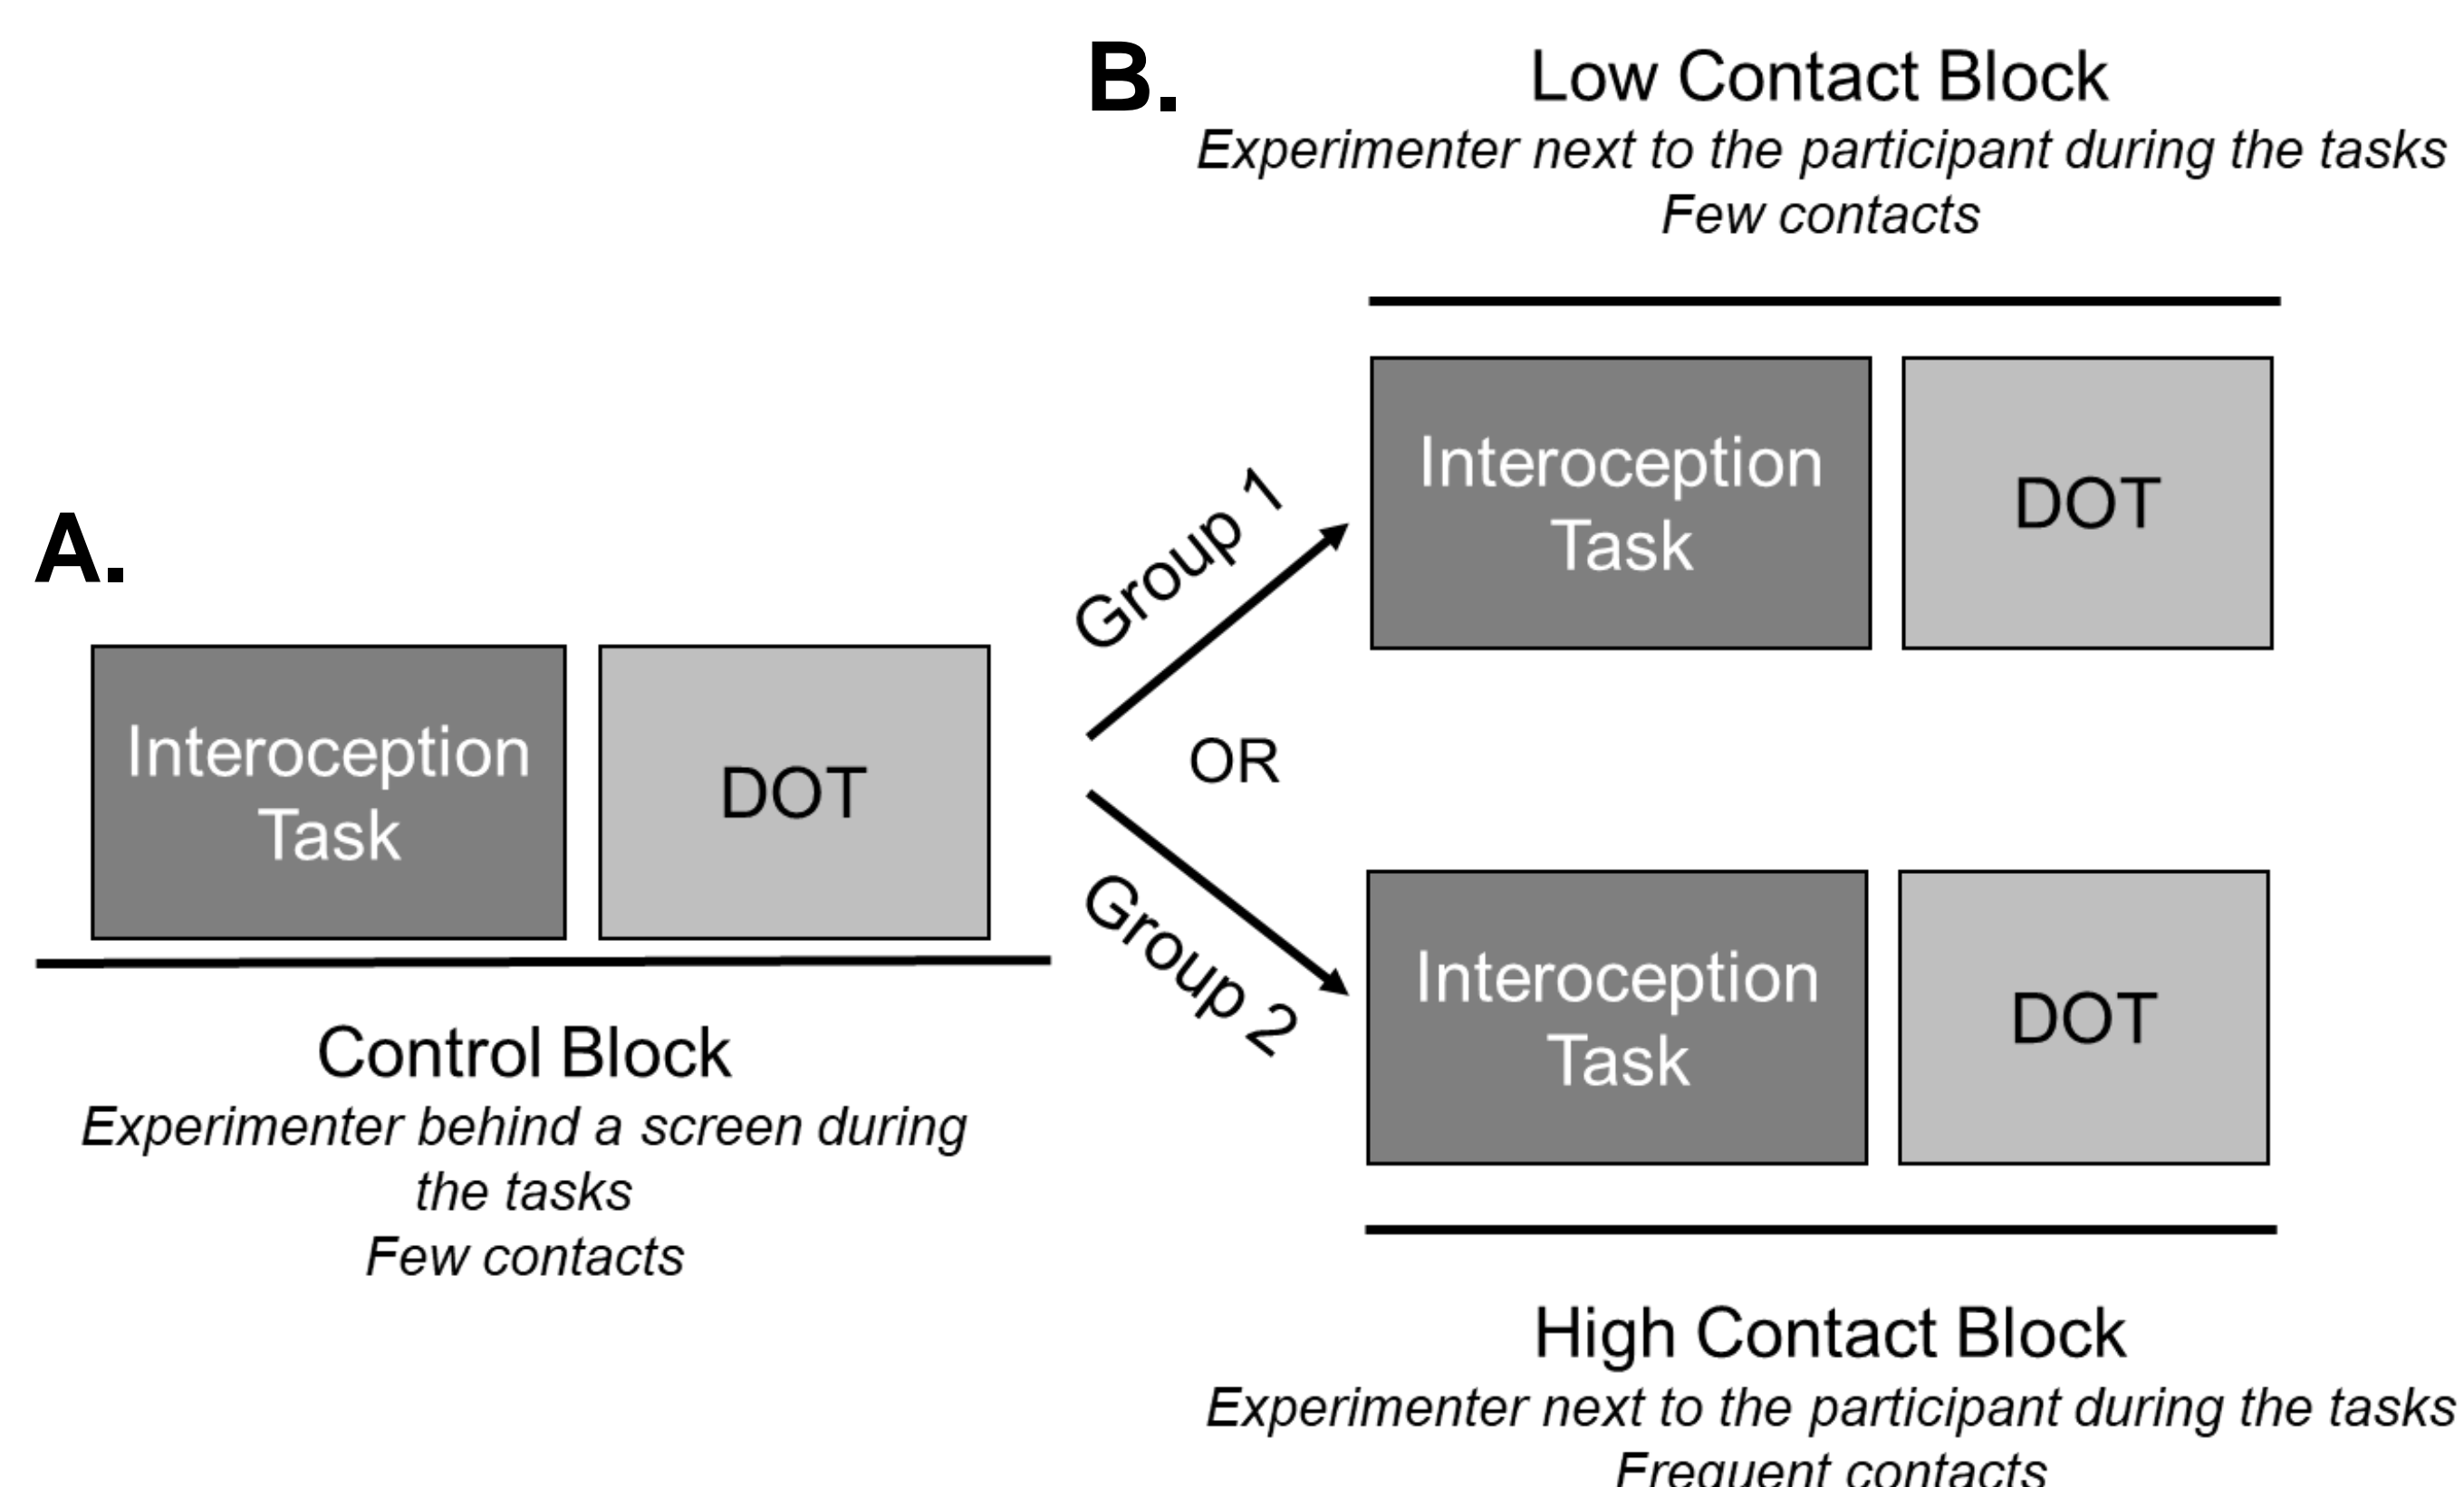 A.
Interoception
Task
DOT
Control Block
Experimenter behind a screen during
the tasks
Few contacts
Group 1
OR
Group 2
B.
Low Contact Block
Experimenter next to the participant during the tasks
Few contacts
Interoception
Task
DOT
Interoception
Task
DOT
High Contact Block
Experimenter next to the participant during the tasks
Frequent contacts